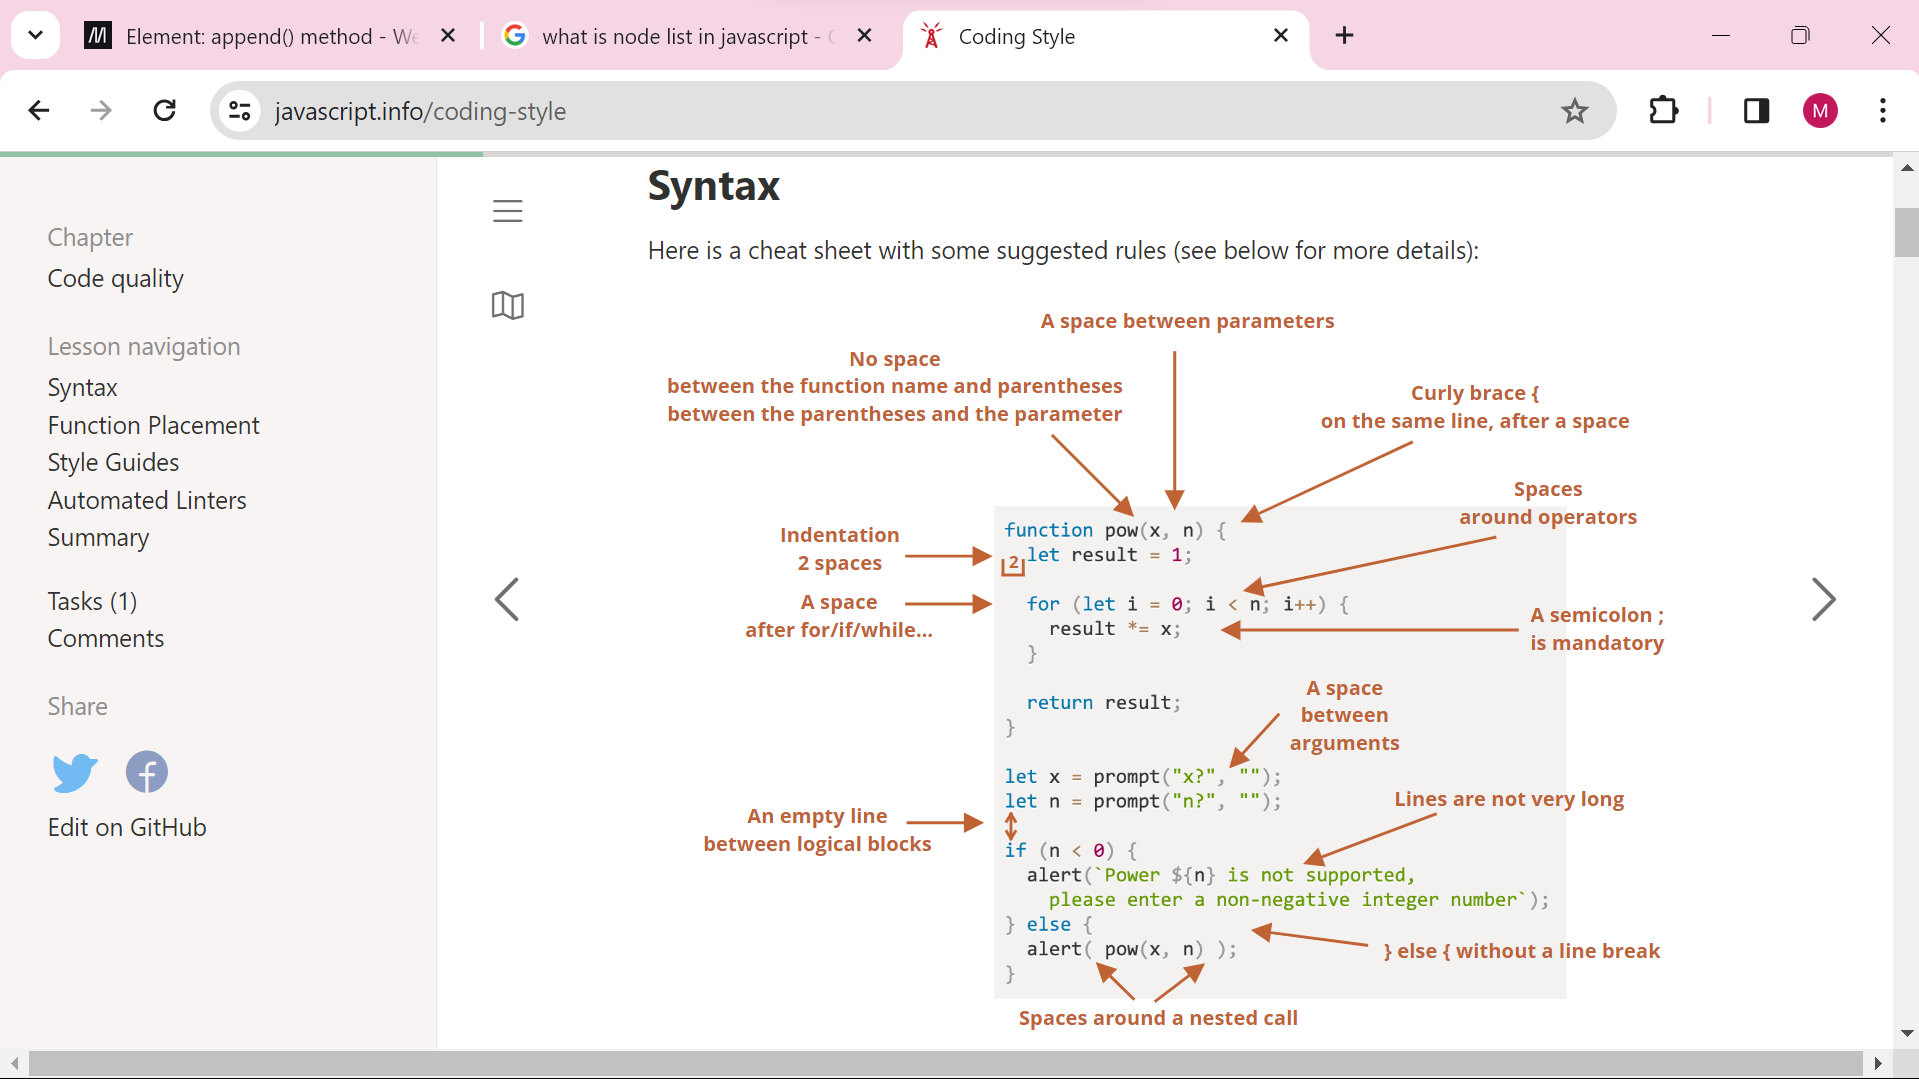 Element: append() method - We
what is node list in javascript -
Coding Style
javascript.info/coding-style
M
Chapter
Code quality
Lesson navigation
Syntax
Function Placement
Style Guides
Automated Linters
Summary
Tasks (1)
Comments
Share
Edit on GitHub
Syntax
Here is a cheat sheet with some suggested rules (see below for more details):
A space between parameters
No space
between the function name and parentheses
between the parentheses and the parameter
Curly brace {
on the same line, after a space
Spaces
around operators
Indentation
2 spaces
A space
after for/if/while...
A semicolon ;
is mandatory
A space
between
arguments
An empty line
between logical blocks
Lines are not very long
} else { without a line break
Spaces around a nested call
function pow(x, n) {
2 let result = 1;
for (let i = 0; i < n; i++) {
result *= x;
}
return result;
}
let x = prompt("x?", "");
let n = prompt("n?", "");
if (n < 0) {
alert(`Power ${n} is not supported,
please enter a non-negative integer number`);
} else {
alert( pow(x, n) );
}